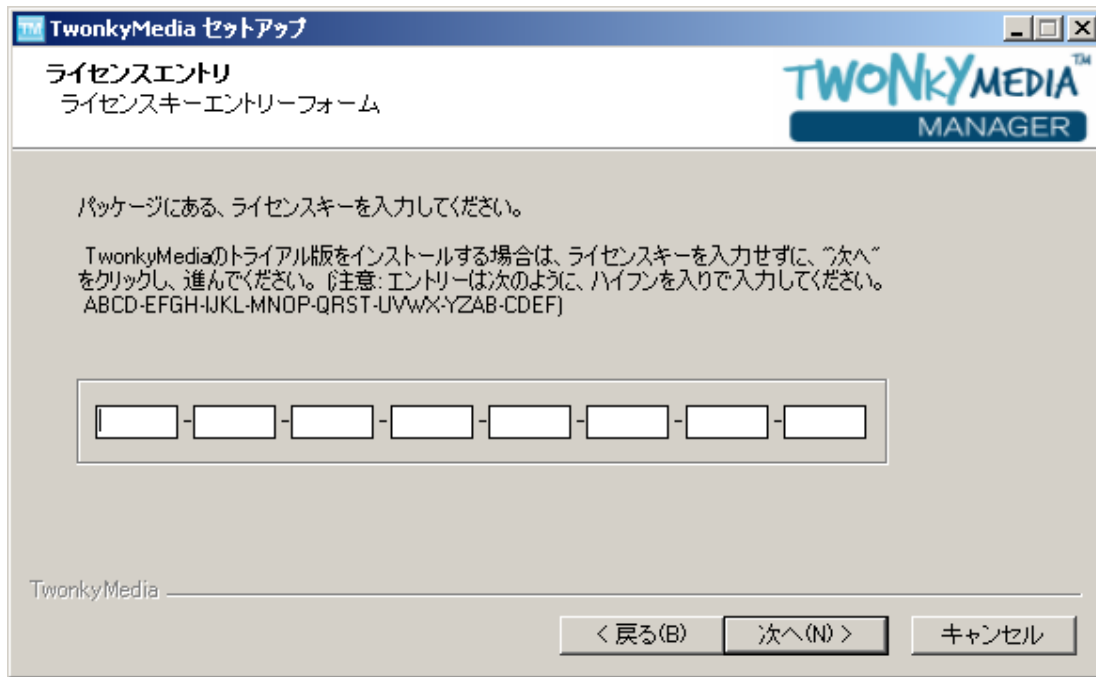 TM TwonkyMedia セットアップ
ライセンスエントリ
ライセンスキーエントリーフォーム
TWONKYMEDIA™
MANAGER
パッケージにある、ライセンスキーを入力してください。
TwonkyMediaのトライアル版をインストールする場合は、ライセンスキーを入力せずに、"次へ"
をクリックし、進んでください。(注意: エントリーは次のように、ハイフンを入りで入力してください。
ABCD-EFGH-IJKL-MNOP-QRST-UVWX-YZAB-CDEF)
- - - - - - -
TwonkyMedia
< 戻る(B) 次へ(N) > キャンセル